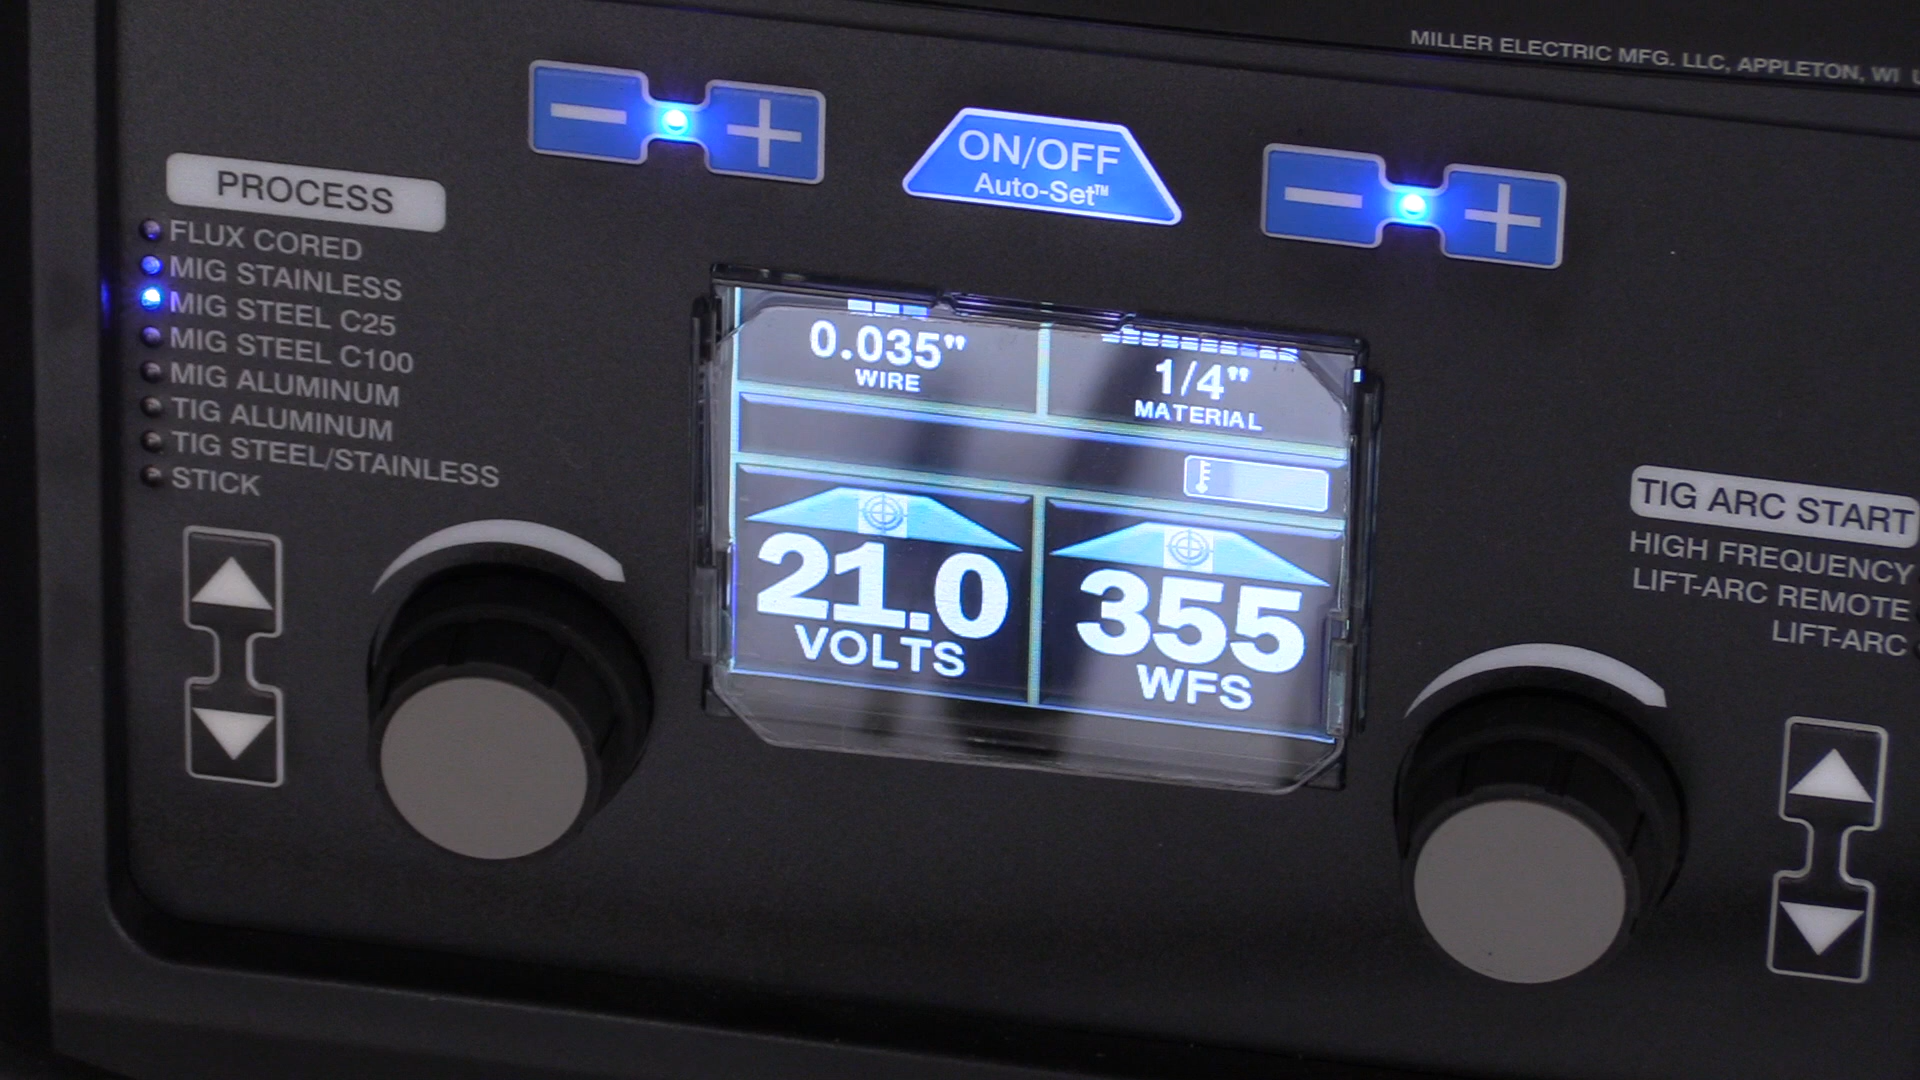 MILLER ELECTRIC MFG. LLC, APPLETON, WI
ON/OFF
Auto-Set™
PROCESS
FLUX CORED
MIG STAINLESS
MIG STEEL C25
MIG STEEL C100
MIG ALUMINUM
TIG ALUMINUM
TIG STEEL/STAINLESS
STICK
0.035"
WIRE
1/4"
MATERIAL
21.0
VOLTS
355
WFS
TIG ARC START
HIGH FREQUENCY
LIFT-ARC REMOTE
LIFT-ARC